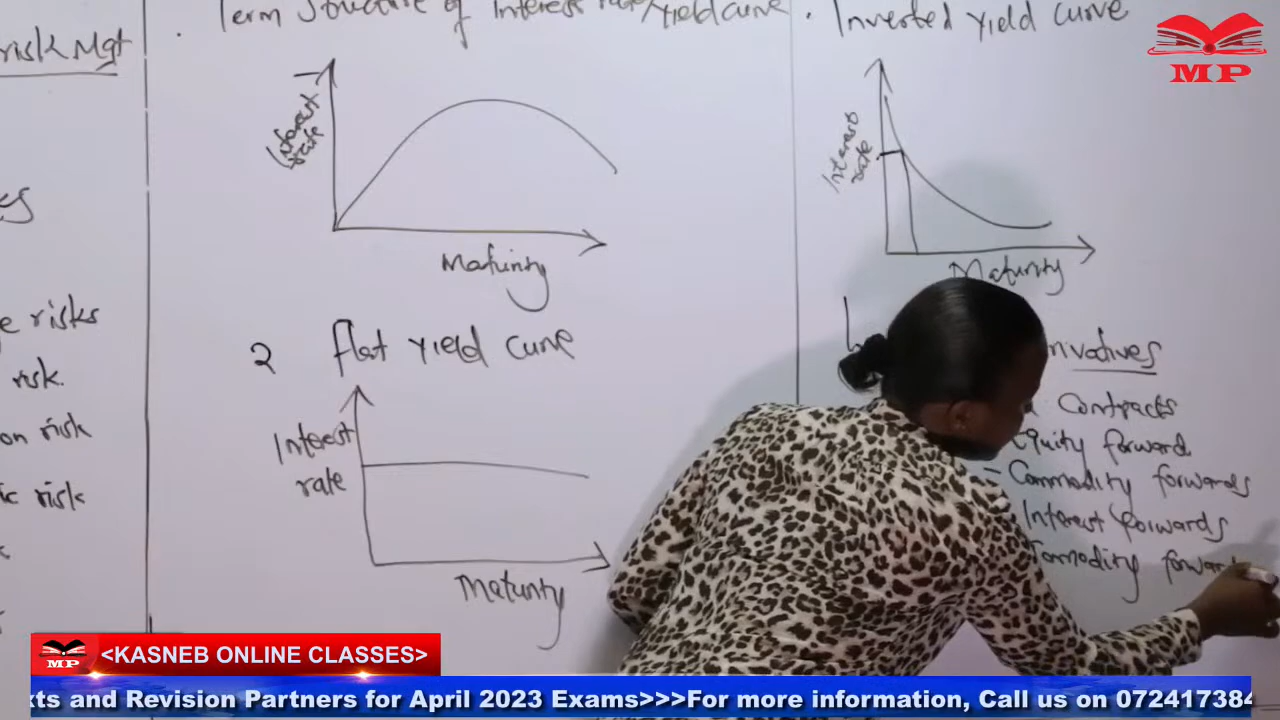 risk Mgt
e risks
risk.
on risk
ic risk
Term Structure of Interest rate/yield curve
Interest
rate
Maturity
2 flat yield curve
Interest
rate
Maturity
. Inverted yield curve
Interest
rate
Maturity
rivatives
Contracts
Equity forward
- Commodity forwards
Interest forwards
forward
MP
MP
<KASNEB ONLINE CLASSES>
xts and Revision Partners for April 2023 Exams>>>For more information, Call us on 072417384